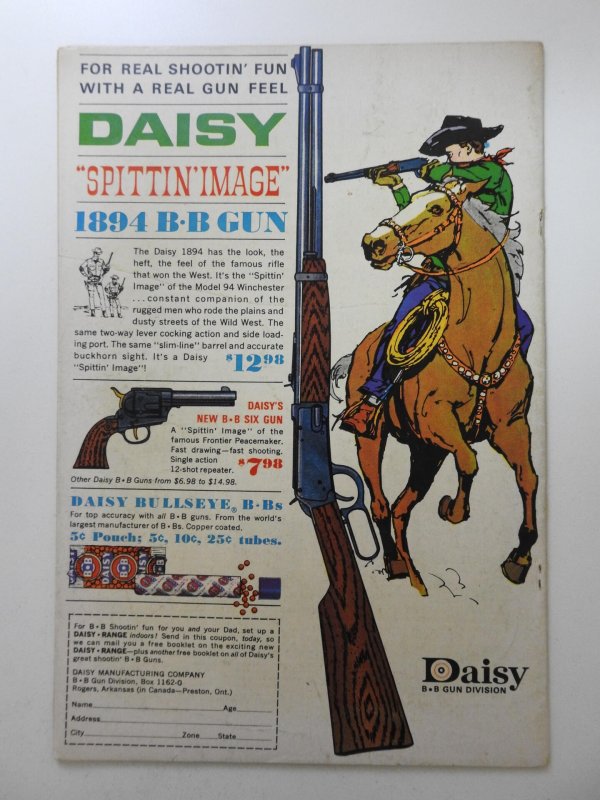 FOR REAL SHOOTIN' FUN
WITH A REAL GUN FEEL
DAISY
"SPITTIN' IMAGE"
1894 B•B GUN
The Daisy 1894 has the look, the
heft, the feel of the famous rifle
that won the West. It's the "Spittin'
Image" of the Model 94 Winchester
...constant companion of the
rugged men who rode the plains and
dusty streets of the Wild West. The
same two-way lever cocking action and side load-
ing port. The same "slim-line" barrel and accurate
buckhorn sight. It's a Daisy
"Spittin' Image"!
$12.98
DAISY'S
NEW B•B SIX GUN
A "Spittin' Image" of the
famous Frontier Peacemaker.
Fast drawing—fast shooting.
Single action
12-shot repeater.
$7.98
Other Daisy B•B Guns from $6.98 to $14.98.
DAISY BULLSEYE® B•Bs
For top accuracy with all B•B guns. From the world's
largest manufacturer of B•Bs. Copper coated,
5¢ Pouch; 5¢, 10¢, 25¢ tubes.
For B•B Shootin' fun for you and your Dad, set up a
DAISY•RANGE indoors! Send in this coupon, today, so
we can mail you a free booklet on the exciting new
DAISY•RANGE—plus another free booklet on all of Daisy's
great shootin' B•B Guns.
DAISY MANUFACTURING COMPANY
B•B Gun Division, Box 1162-O
Rogers, Arkansas (in Canada—Preston, Ont.)
Name Age
Address
City Zone State
Daisy
B•B GUN DIVISION